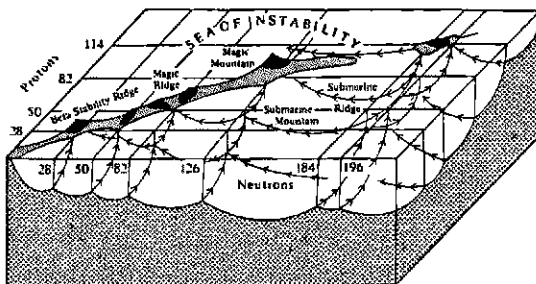 SEA OF INSTABILITY
Magic
Mountain
Magic
Ridge
Beta Stability Ridge
Protons
114
82
50
28
Submarine
Ridge
Submarine
Mountain
28 50 82 126 184 196
Neutrons